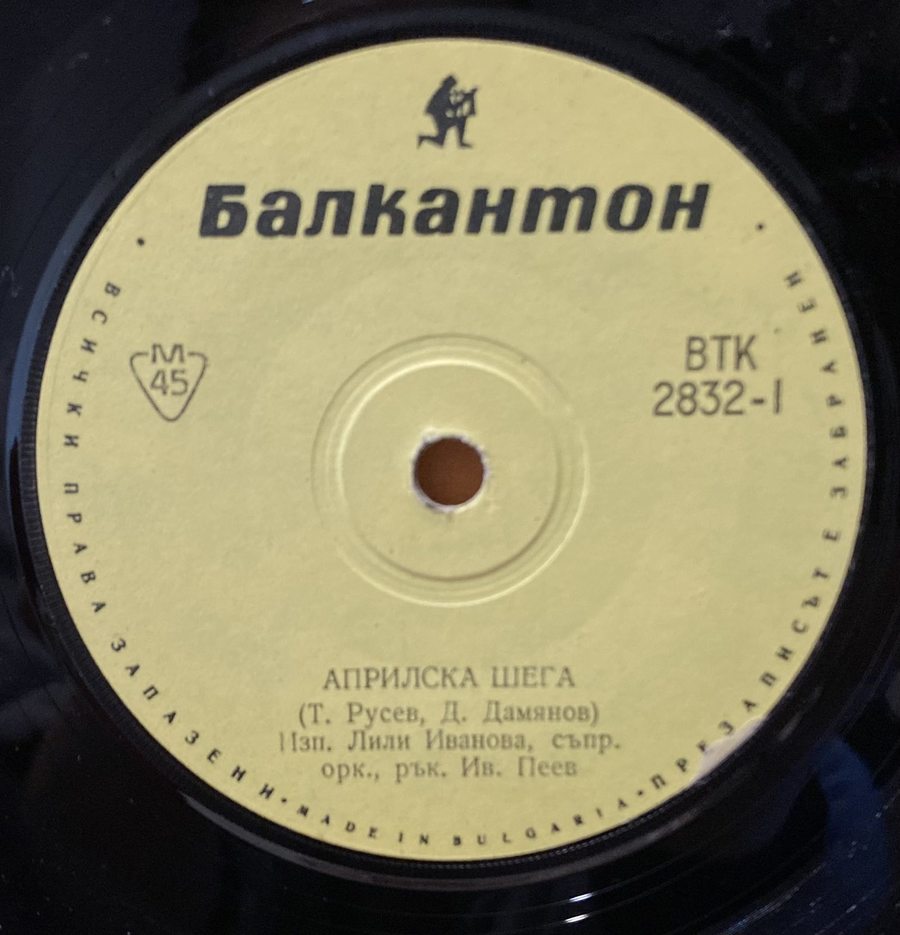 Балкантон
М
45
ВТК
2832-1
АПРИЛСКА ШЕГА
(Т. Русев, Д. Дамянов)
Изп. Лили Иванова, съпр.
орк., рък. Ив. Пеев
• ВСИЧКИ ПРАВА ЗАПАЗЕНИ • MADE IN BULGARIA • ПРЕЗАПИСЪТ Е ЗАБРАНЕН •